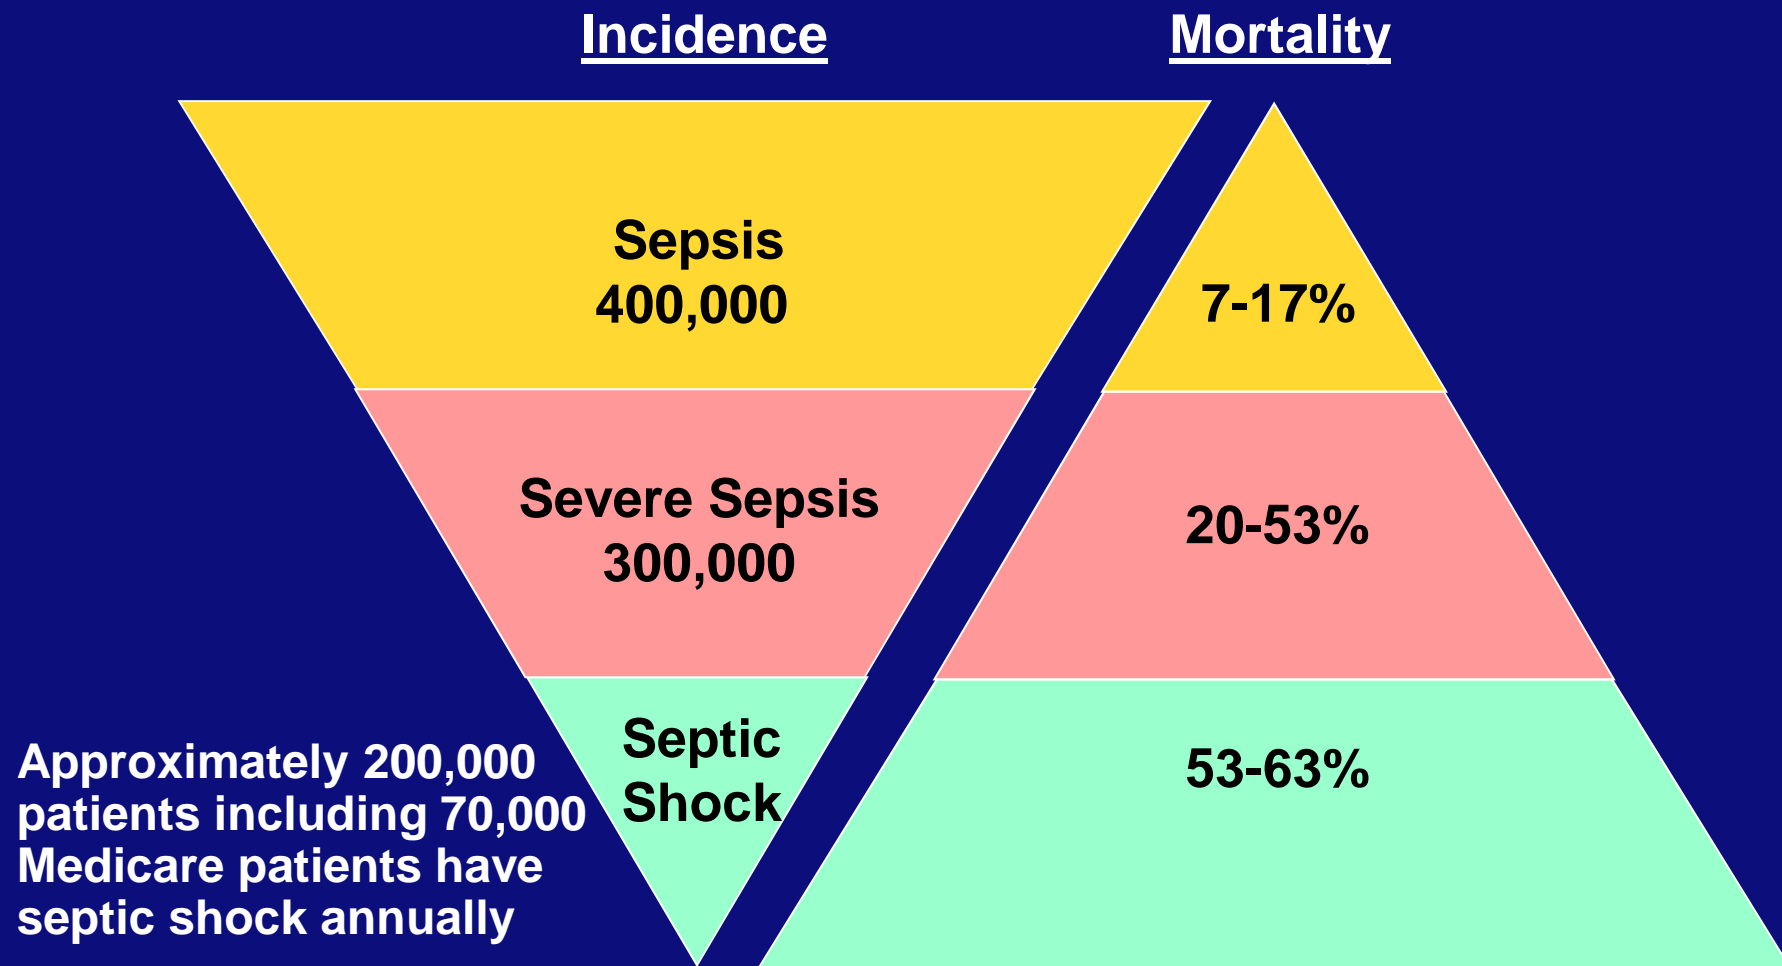 Incidence
Mortality
Sepsis
400,000
7-17%
Severe Sepsis
300,000
20-53%
Septic
Shock
53-63%
Approximately 200,000
patients including 70,000
Medicare patients have
septic shock annually